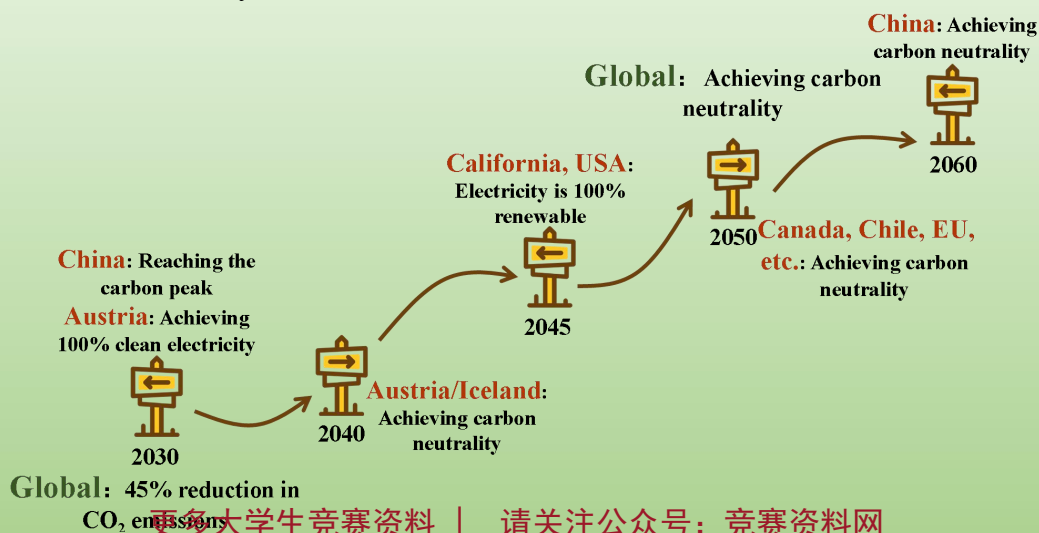 China: Reaching the
carbon peak
Austria: Achieving
100% clean electricity
2030
Global: 45% reduction in
CO₂ emissions
2040
Austria/Iceland:
Achieving carbon
neutrality
California, USA:
Electricity is 100%
renewable
2045
Global: Achieving carbon
neutrality
2050
Canada, Chile, EU,
etc.: Achieving carbon
neutrality
China: Achieving
carbon neutrality
2060
更多大学生竞赛资料 | 请关注公众号：竞赛资料网